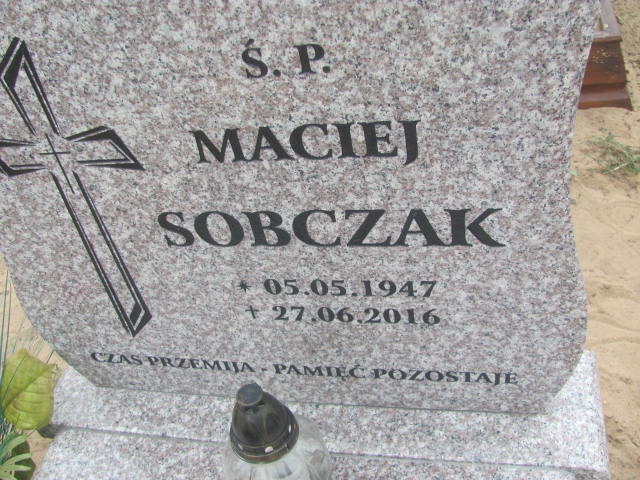 Ś. P.
MACIEJ
SOBCZAK
* 05.05.1947
† 27.06.2016
CZAS PRZEMIJA - PAMIĘĆ POZOSTAJE